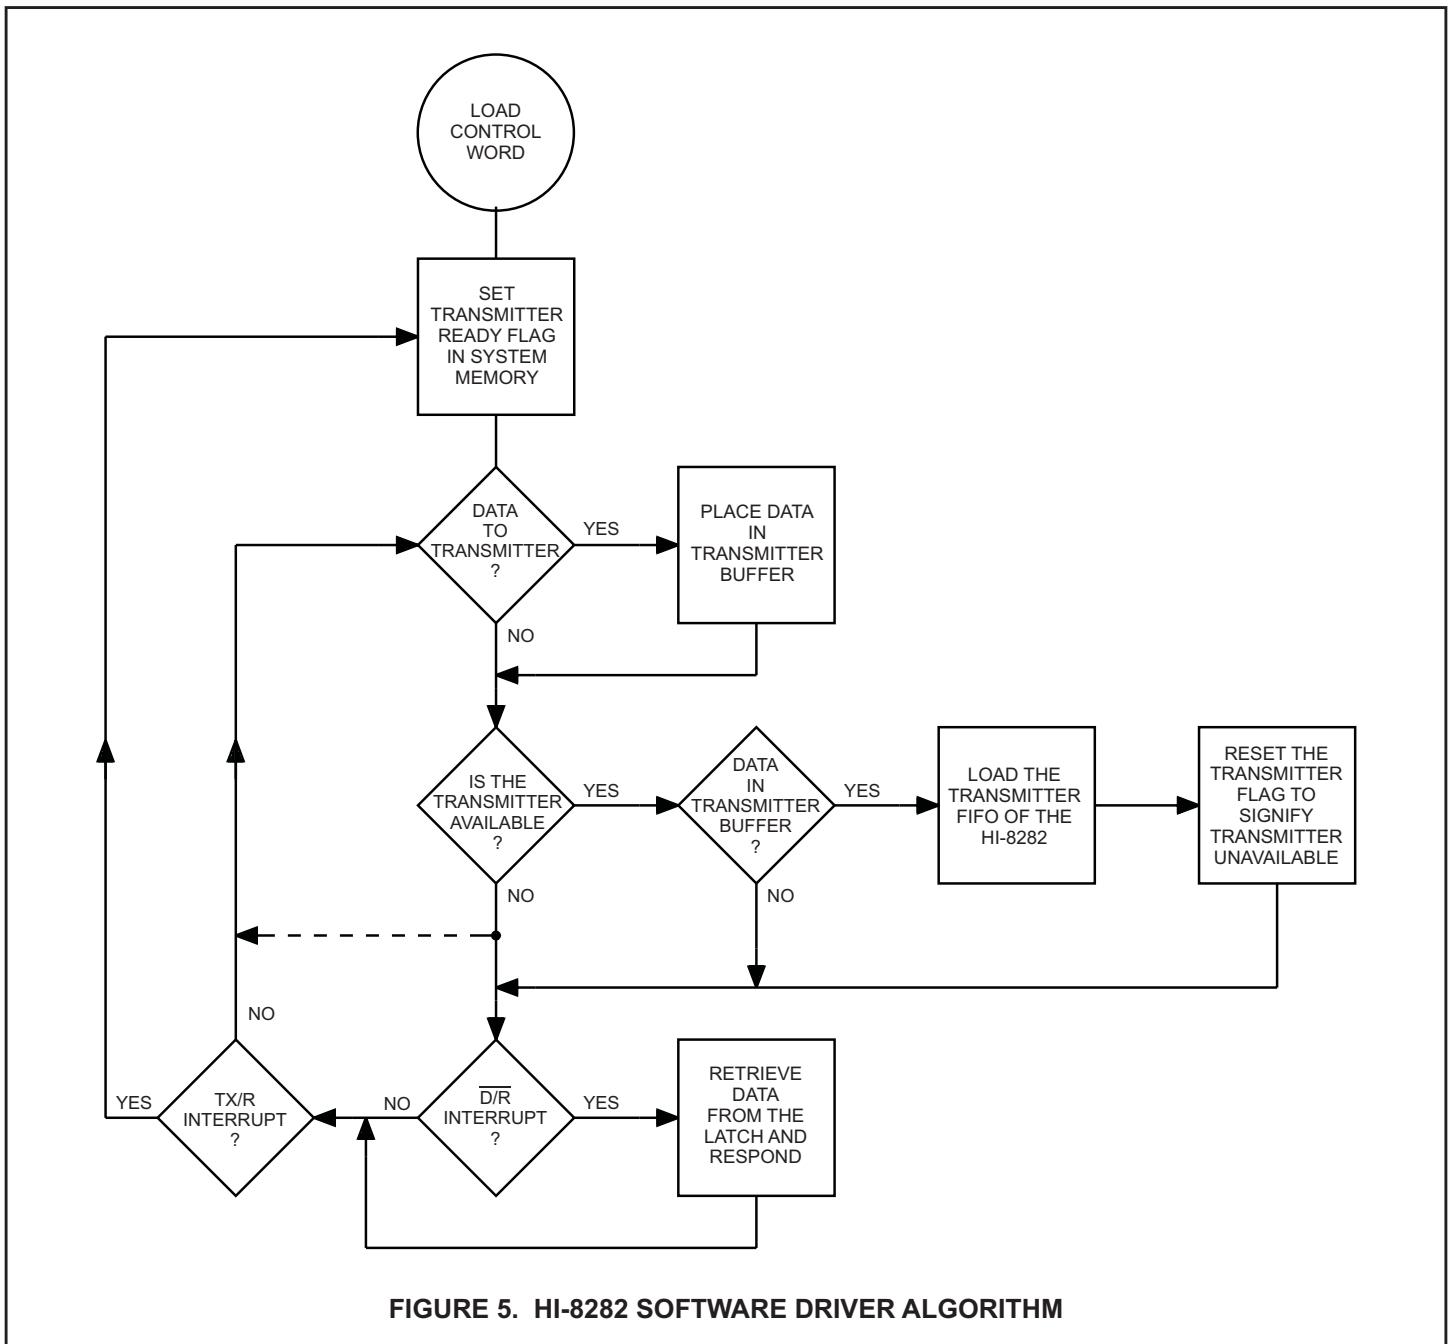 LOAD
CONTROL
WORD
SET
TRANSMITTER
READY FLAG
IN SYSTEM
MEMORY
DATA
TO
TRANSMITTER
?
YES
PLACE DATA
IN
TRANSMITTER
BUFFER
NO
IS THE
TRANSMITTER
AVAILABLE
?
YES
DATA
IN
TRANSMITTER
BUFFER
?
YES
LOAD THE
TRANSMITTER
FIFO OF THE
HI-8282
RESET THE
TRANSMITTER
FLAG TO
SIGNIFY
TRANSMITTER
UNAVAILABLE
NO
NO
NO
YES
TX/R
INTERRUPT
?
NO
D/R
INTERRUPT
?
YES
RETRIEVE
DATA
FROM THE
LATCH AND
RESPOND
FIGURE 5. HI-8282 SOFTWARE DRIVER ALGORITHM